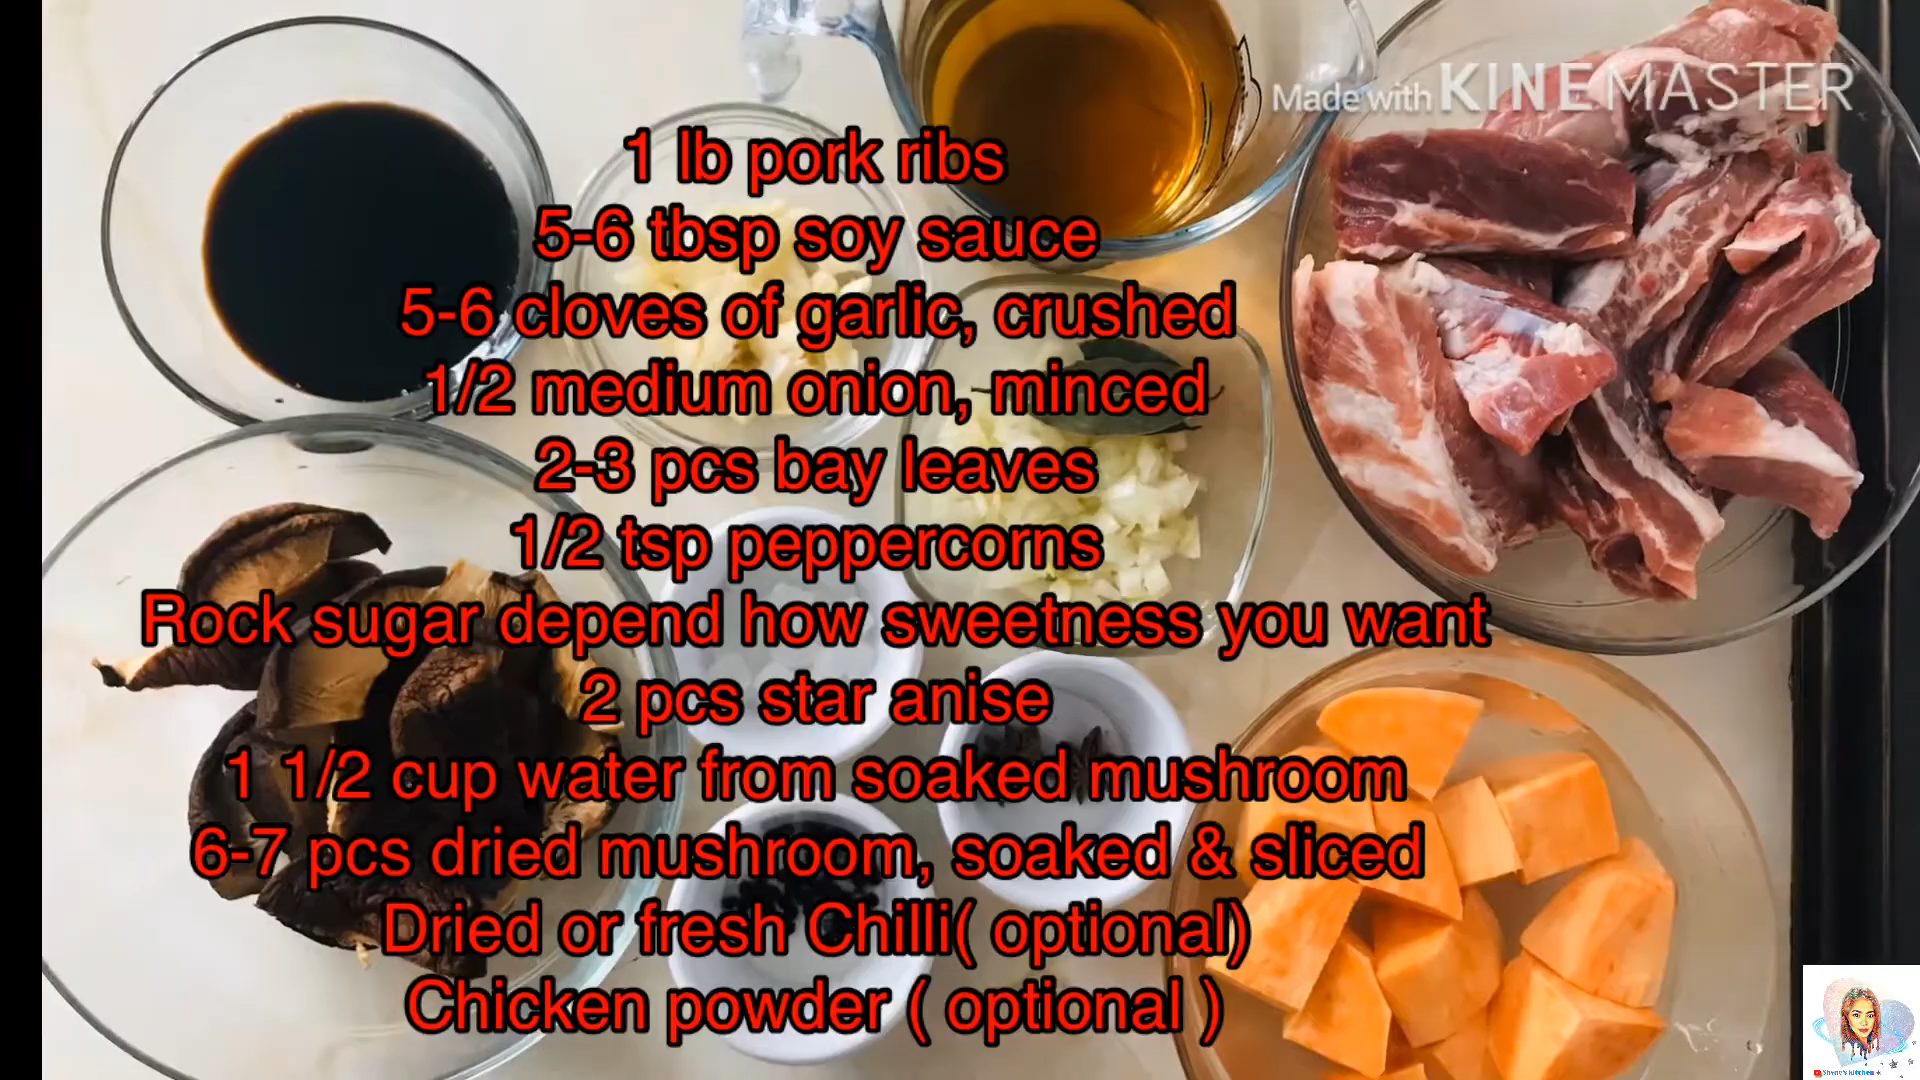 Made with KINEMASTER
1 lb pork ribs
5-6 tbsp soy sauce
5-6 cloves of garlic, crushed
1/2 medium onion, minced
2-3 pcs bay leaves
1/2 tsp peppercorns
Rock sugar depend how sweetness you want
2 pcs star anise
1 1/2 cup water from soaked mushroom
6-7 pcs dried mushroom, soaked & sliced
Dried or fresh Chilli( optional)
Chicken powder ( optional )
Shyne's kitchen